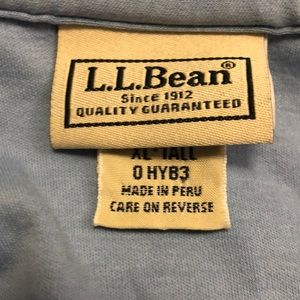 L.L.Bean®
Since 1912
QUALITY GUARANTEED
XL-TALL
0 HYB3
MADE IN PERU
CARE ON REVERSE